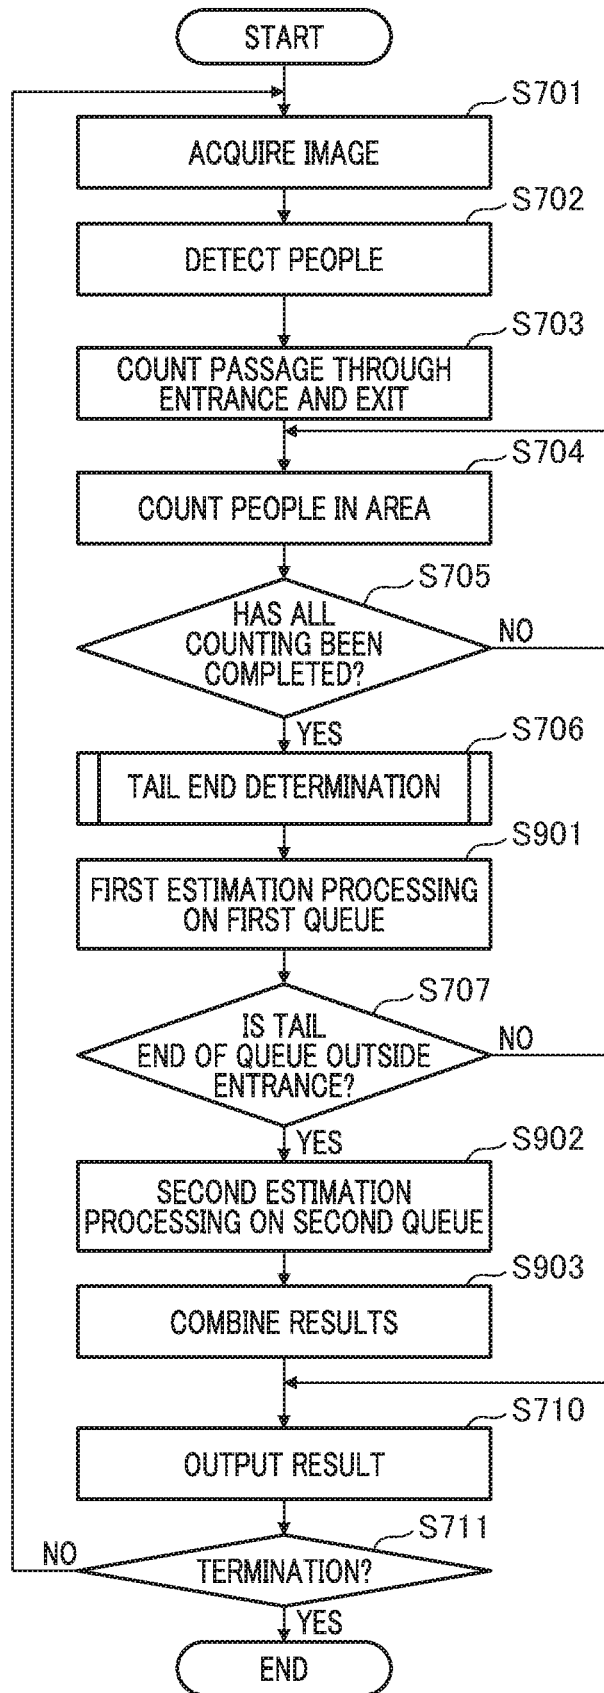 START
S701
ACQUIRE IMAGE
S702
DETECT PEOPLE
S703
COUNT PASSAGE THROUGH
ENTRANCE AND EXIT
S704
COUNT PEOPLE IN AREA
S705
HAS ALL
COUNTING BEEN
COMPLETED?
NO
YES
S706
TAIL END DETERMINATION
S901
FIRST ESTIMATION PROCESSING
ON FIRST QUEUE
S707
IS TAIL
END OF QUEUE OUTSIDE
ENTRANCE?
NO
YES
S902
SECOND ESTIMATION
PROCESSING ON SECOND QUEUE
S903
COMBINE RESULTS
S710
OUTPUT RESULT
S711
TERMINATION?
NO
YES
END